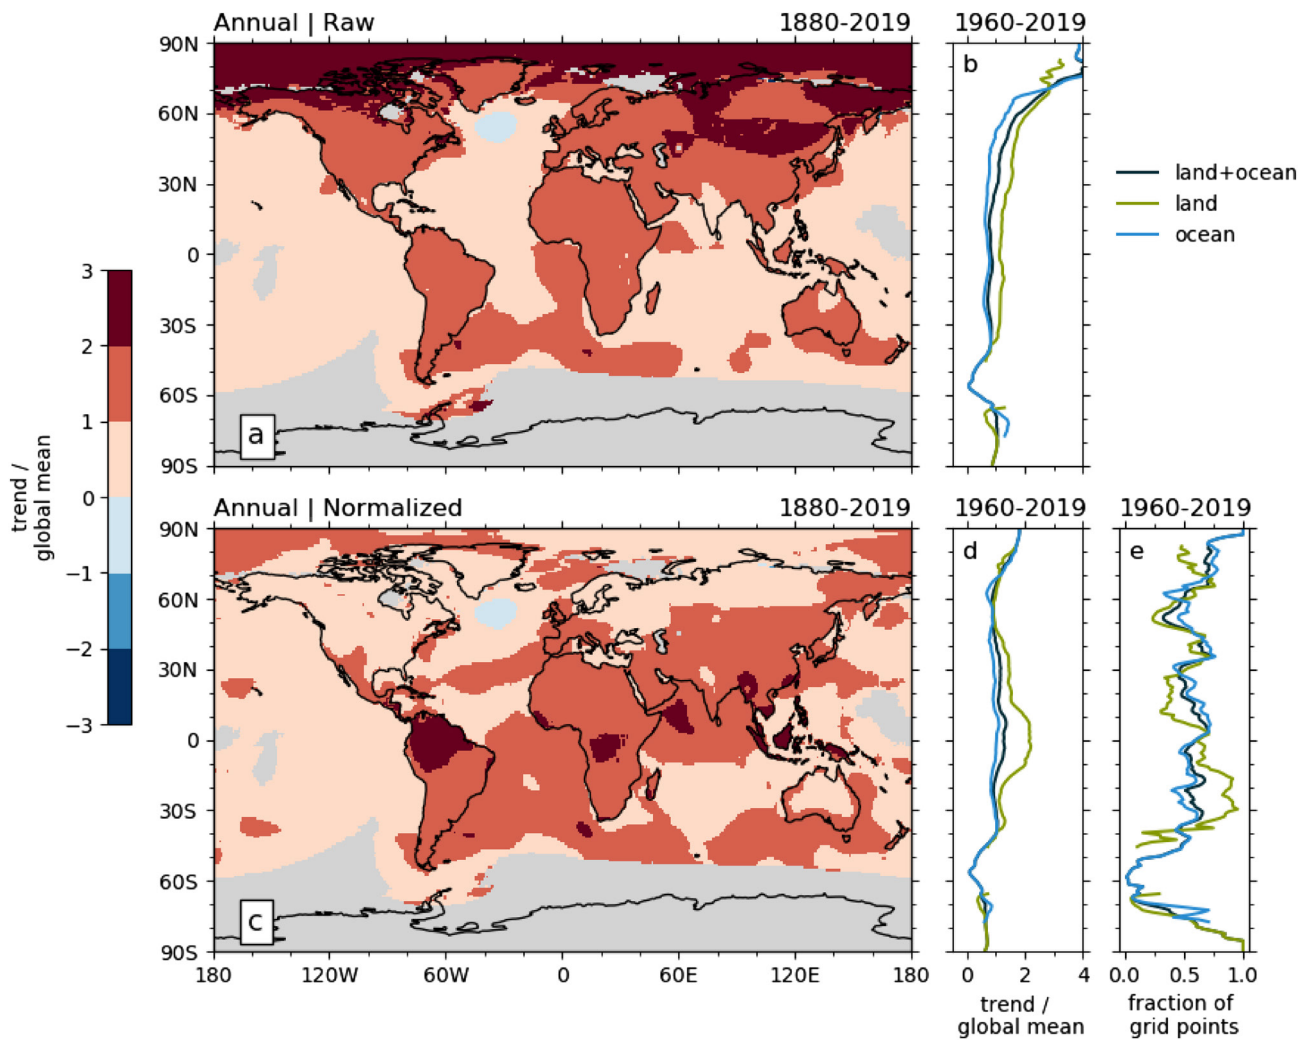 Annual | Raw 1880-2019 1960-2019
90N
60N
30N
0
30S
60S
90S
a
b
land+ocean
land
ocean
3
2
1
0
−1
−2
−3
trend /
global mean
Annual | Normalized 1880-2019 1960-2019 1960-2019
90N
60N
30N
0
30S
60S
90S
c
d
e
180 120W 60W 0 60E 120E 180
0 2 4
trend /
global mean
0.0 0.5 1.0
fraction of
grid points